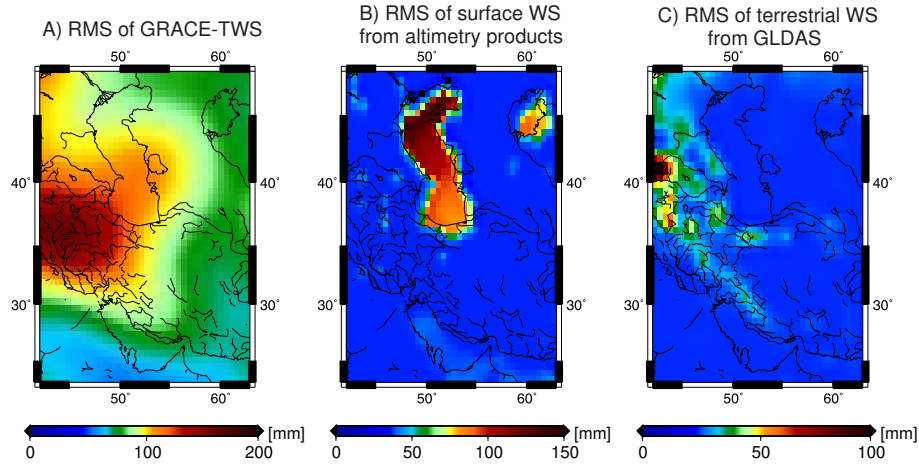 A) RMS of GRACE-TWS
B) RMS of surface WS
from altimetry products
C) RMS of terrestrial WS
from GLDAS
50˚ 60˚
50˚ 60˚
50˚ 60˚
40˚ 40˚ 40˚ 40˚
30˚ 30˚ 30˚ 30˚
50˚ 60˚
50˚ 60˚
50˚ 60˚
0 100 200 [mm]
0 50 100 150 [mm]
0 50 100 [mm]